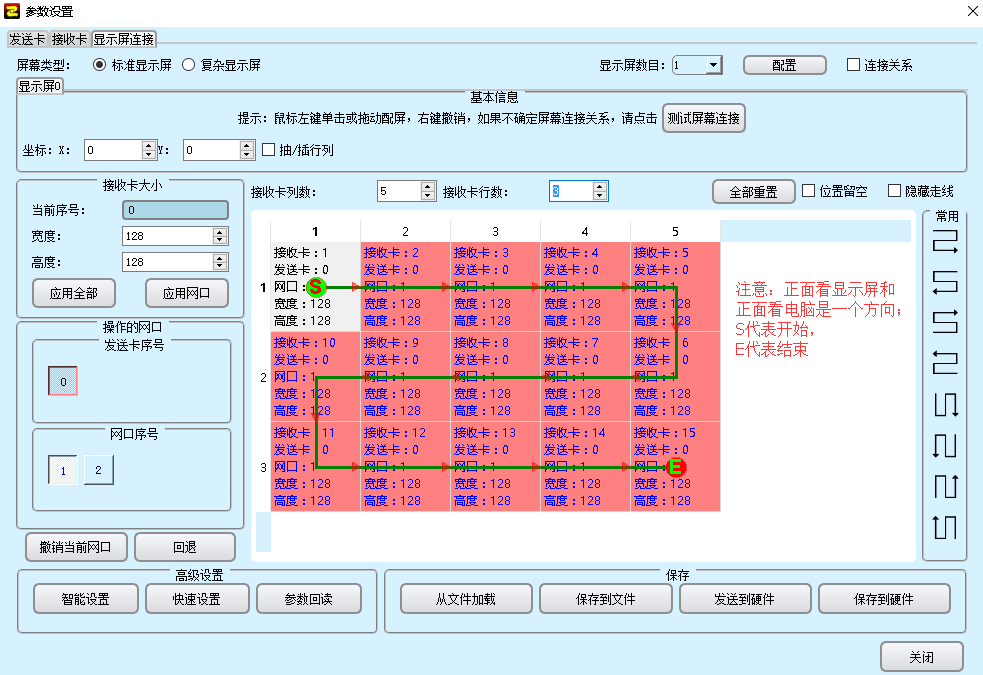 参数设置
发送卡 接收卡 显示屏连接
屏幕类型： 标准显示屏 复杂显示屏 显示屏数目： 1 配置 连接关系
显示屏0
基本信息
提示：鼠标左键单击或拖动配屏，右键撤销，如果不确定屏幕连接关系，请点击 测试屏幕连接
坐标：X： 0 Y： 0 抽/插行列
接收卡大小
当前序号： 0
宽度： 128
高度： 128
应用全部 应用网口
操作的网口
发送卡序号
0
网口序号
1 2
撤销当前网口 回退
接收卡列数： 5 接收卡行数： 3 全部重置 位置留空 隐藏走线
1 2 3 4 5
接收卡：1 接收卡：2 接收卡：3 接收卡：4 接收卡：5
发送卡：0 发送卡：0 发送卡：0 发送卡：0 发送卡：0
1 网口： S 网口：1 网口：1 网口：1 网口：1
宽度：128 宽度：128 宽度：128 宽度：128 宽度：128
高度：128 高度：128 高度：128 高度：128 高度：128
接收卡：10 接收卡：9 接收卡：8 接收卡：7 接收卡 6
发送卡：0 发送卡：0 发送卡：0 发送卡：0 发送卡 0
2 网口：1 网口：1 网口：1 网口：1 网口：1
宽度：128 宽度：128 宽度：128 宽度：128 宽度：128
高度：128 高度：128 高度：128 高度：128 高度：128
接收卡 11 接收卡：12 接收卡：13 接收卡：14 接收卡：15
发送卡 0 发送卡：0 发送卡：0 发送卡：0 发送卡：0
3 网口：1 网口：1 网口：1 网口：1 网口： E
宽度：128 宽度：128 宽度：128 宽度：128 宽度：128
高度：128 高度：128 高度：128 高度：128 高度：128
注意：正面看显示屏和
正面看电脑是一个方向；
S代表开始，
E代表结束
常用
高级设置
智能设置 快速设置 参数回读
保存
从文件加载 保存到文件 发送到硬件 保存到硬件
关闭